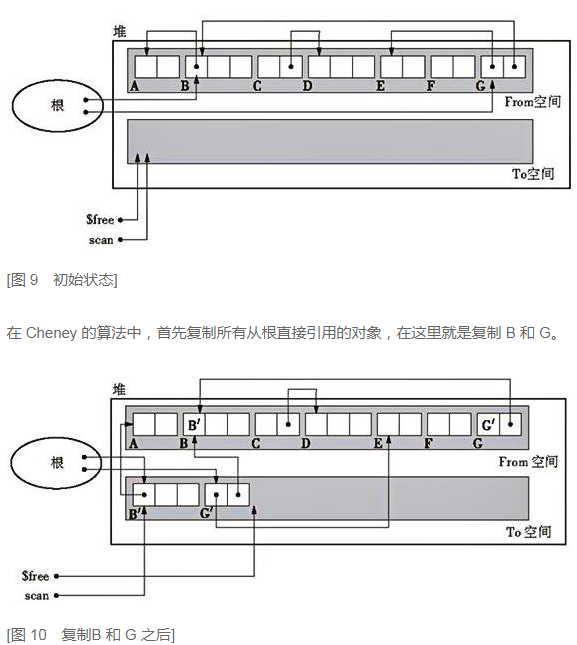 堆
A B C D E F G
From空间
根
To空间
$free
scan
[图 9 初始状态]
在 Cheney 的算法中，首先复制所有从根直接引用的对象，在这里就是复制 B 和 G。
堆
B′ G′
A B C D E F G
From 空间
根
B′ G′
To 空间
$free
scan
[图 10 复制B 和 G 之后]